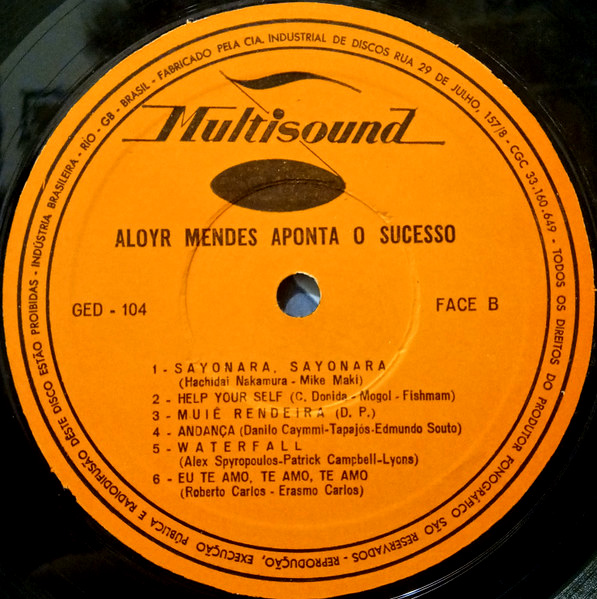 INDÚSTRIA BRASILEIRA - RIO - GB - BRASIL - FABRICADO PELA CIA. INDUSTRIAL DE DISCOS RUA 29 DE JULHO, 157/8 - CGC 33.160.649 - TODOS OS DIREITOS DO PRODUTOR FONOGRÁFICO SÃO RESERVADOS - REPRODUÇÃO, EXECUÇÃO PÚBLICA E RADIODIFUSÃO DÊSTE DISCO ESTÃO PROIBIDAS -
Multisound
ALOYR MENDES APONTA O SUCESSO
GED - 104
FACE B
1 - SAYONARA, SAYONARA
(Hachidai Nakamura - Mike Maki)
2 - HELP YOUR SELF (C. Donida - Mogol - Fishmam)
3 - MUIÉ RENDEIRA (D. P.)
4 - ANDANÇA (Danilo Caymmi-Tapajós-Edmundo Souto)
5 - WATERFALL
(Alex Spyropoulos-Patrick Campbell-Lyons)
6 - EU TE AMO, TE AMO, TE AMO
(Roberto Carlos - Erasmo Carlos)